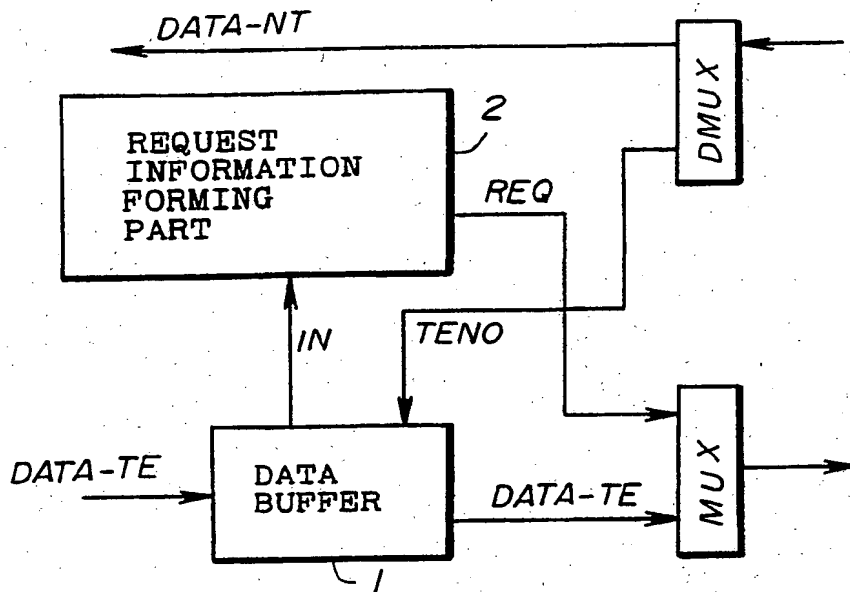 DATA-NT
DMUX
REQUEST
INFORMATION
FORMING
PART
2
REQ
IN
TENO
DATA-TE
DATA
BUFFER
DATA-TE
MUX
1